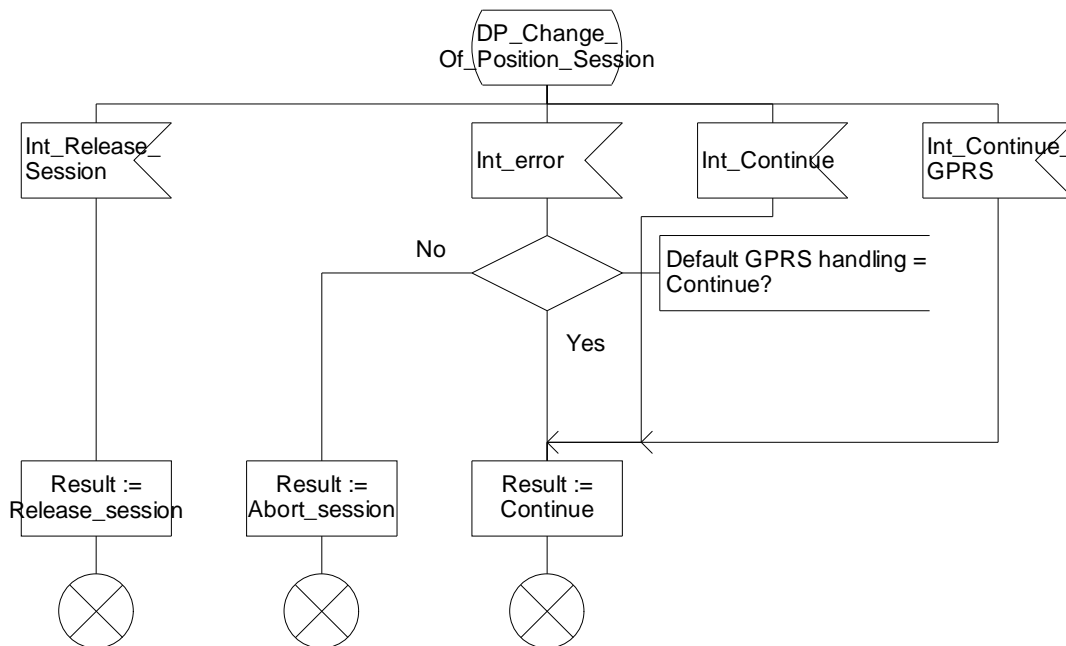 DP_Change_
Of_Position_Session
Int_Release_
Session
Int_error
Int_Continue
Int_Continue_
GPRS
No
Default GPRS handling =
Continue?
Yes
Result :=
Release_session
Result :=
Abort_session
Result :=
Continue